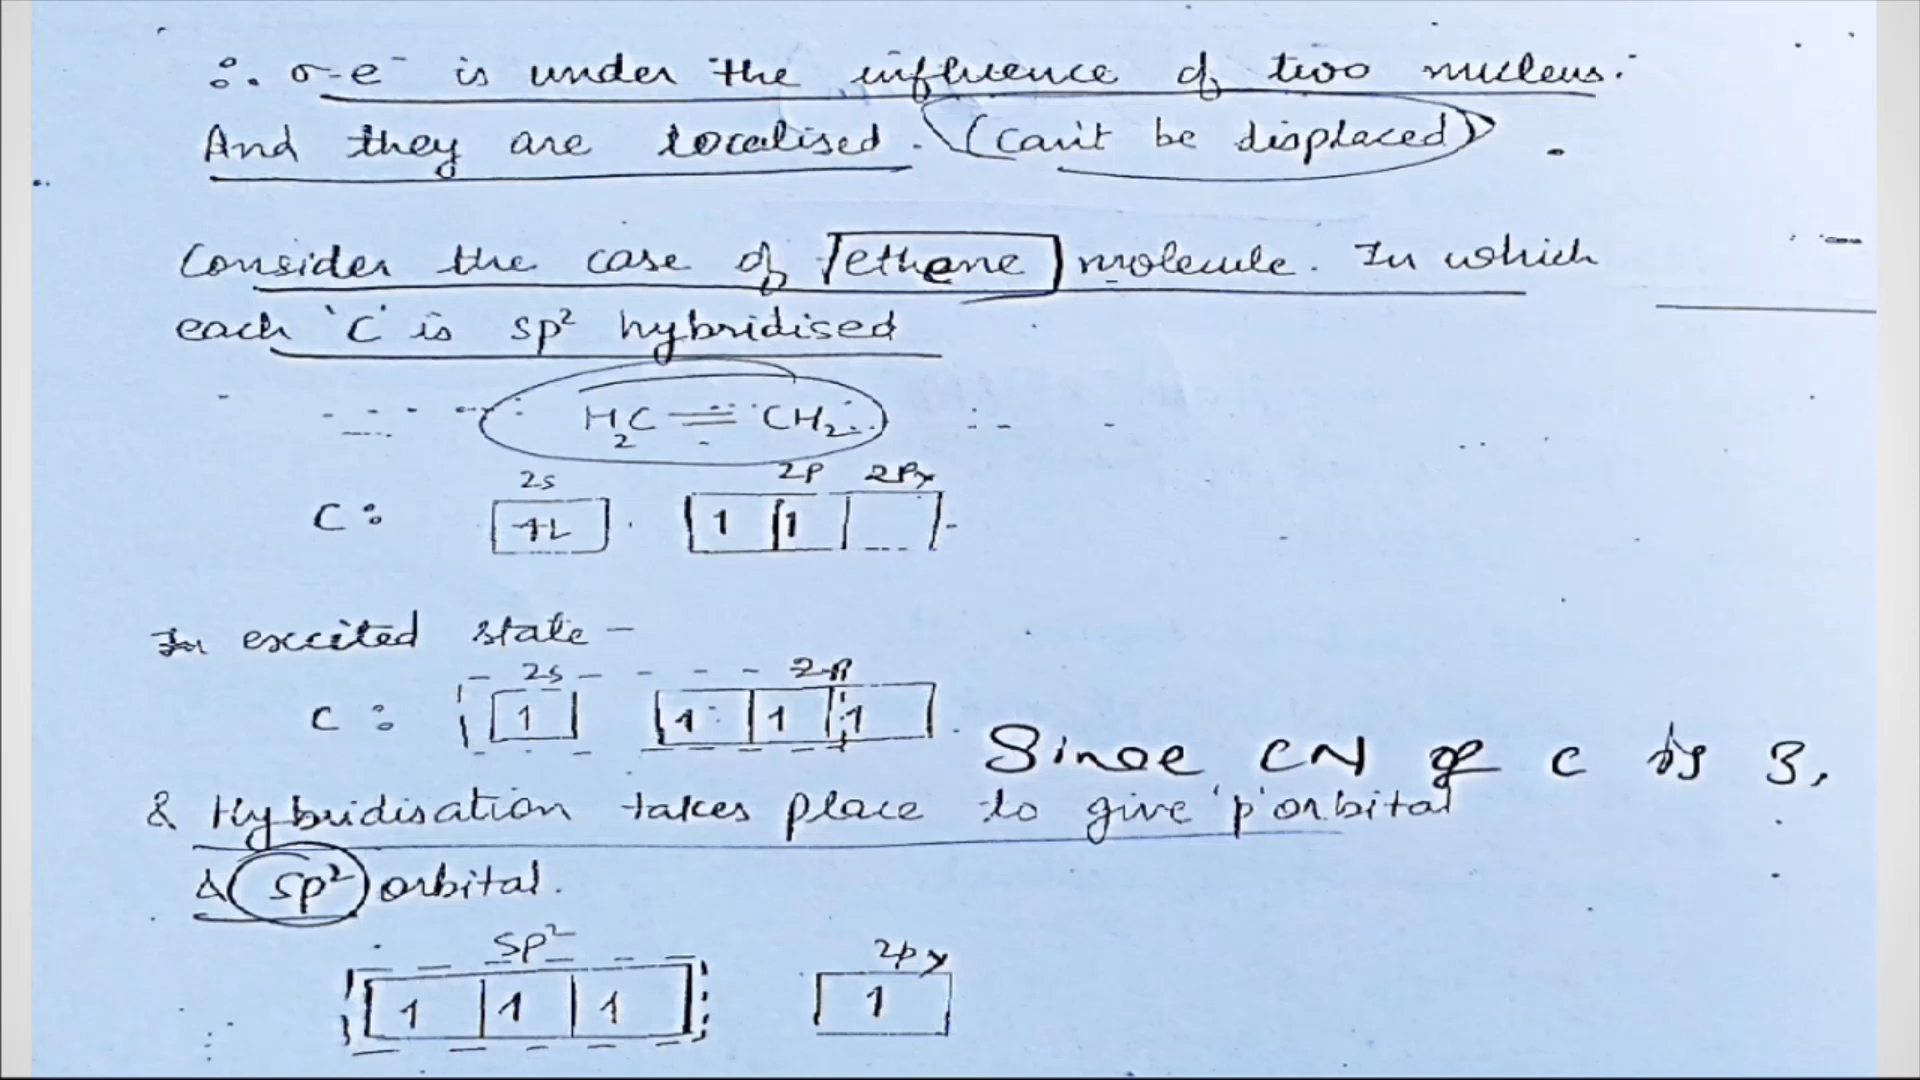 ∴ σ-e⁻ is under the influence of two nucleus.
And they are localised. (can't be displaced).
Consider the case of ethene molecule. In which
each 'C' is sp² hybridised
H₂C = CH₂
2s 2p 2py
C: 1L 1 1
In excited state -
2s 2p
C: 1 1 1 1
Since CN of C is 3,
& Hybridisation takes place to give 'p' orbital
& sp² orbital.
sp² 2py
1 1 1 1